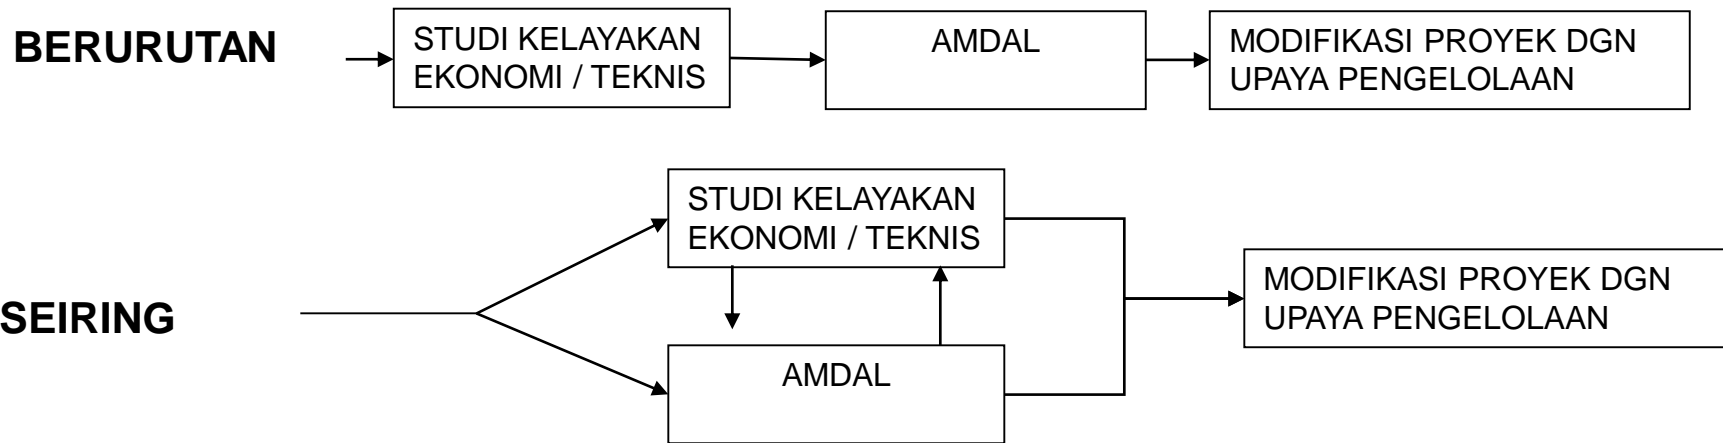 BERURUTAN
STUDI KELAYAKAN
EKONOMI / TEKNIS
AMDAL
MODIFIKASI PROYEK DGN
UPAYA PENGELOLAAN
SEIRING
STUDI KELAYAKAN
EKONOMI / TEKNIS
AMDAL
MODIFIKASI PROYEK DGN
UPAYA PENGELOLAAN